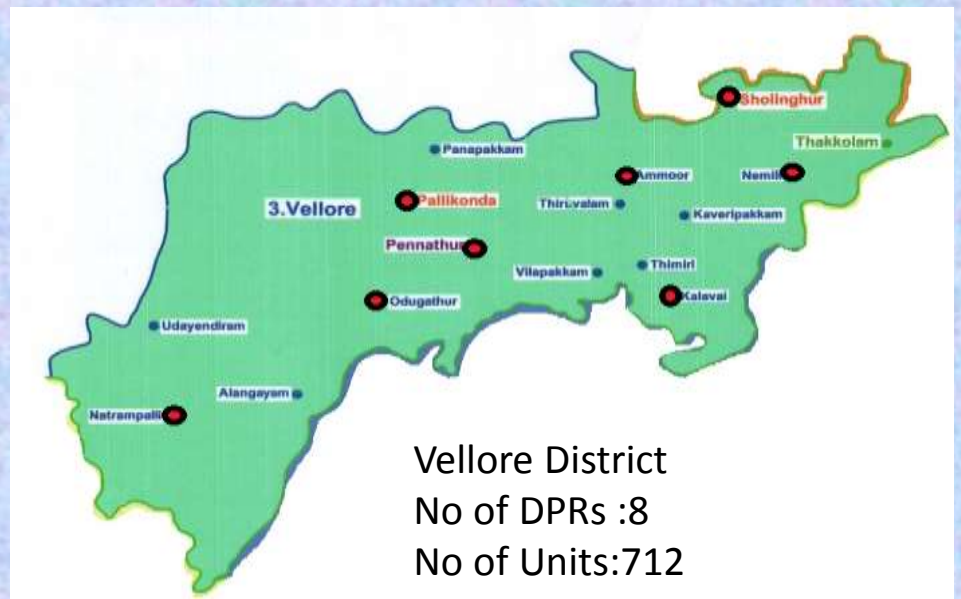 Sholinghur
Thakkolam
Panapakkam
Ammoor
Nemili
Pallikonda
3.Vellore
Thiruvalam
Kaveripakkam
Pennathur
Vilapakkam
Thimiri
Odugathur
Kalavai
Udayendiram
Alangayam
Natrampalli
Vellore District
No of DPRs :8
No of Units:712